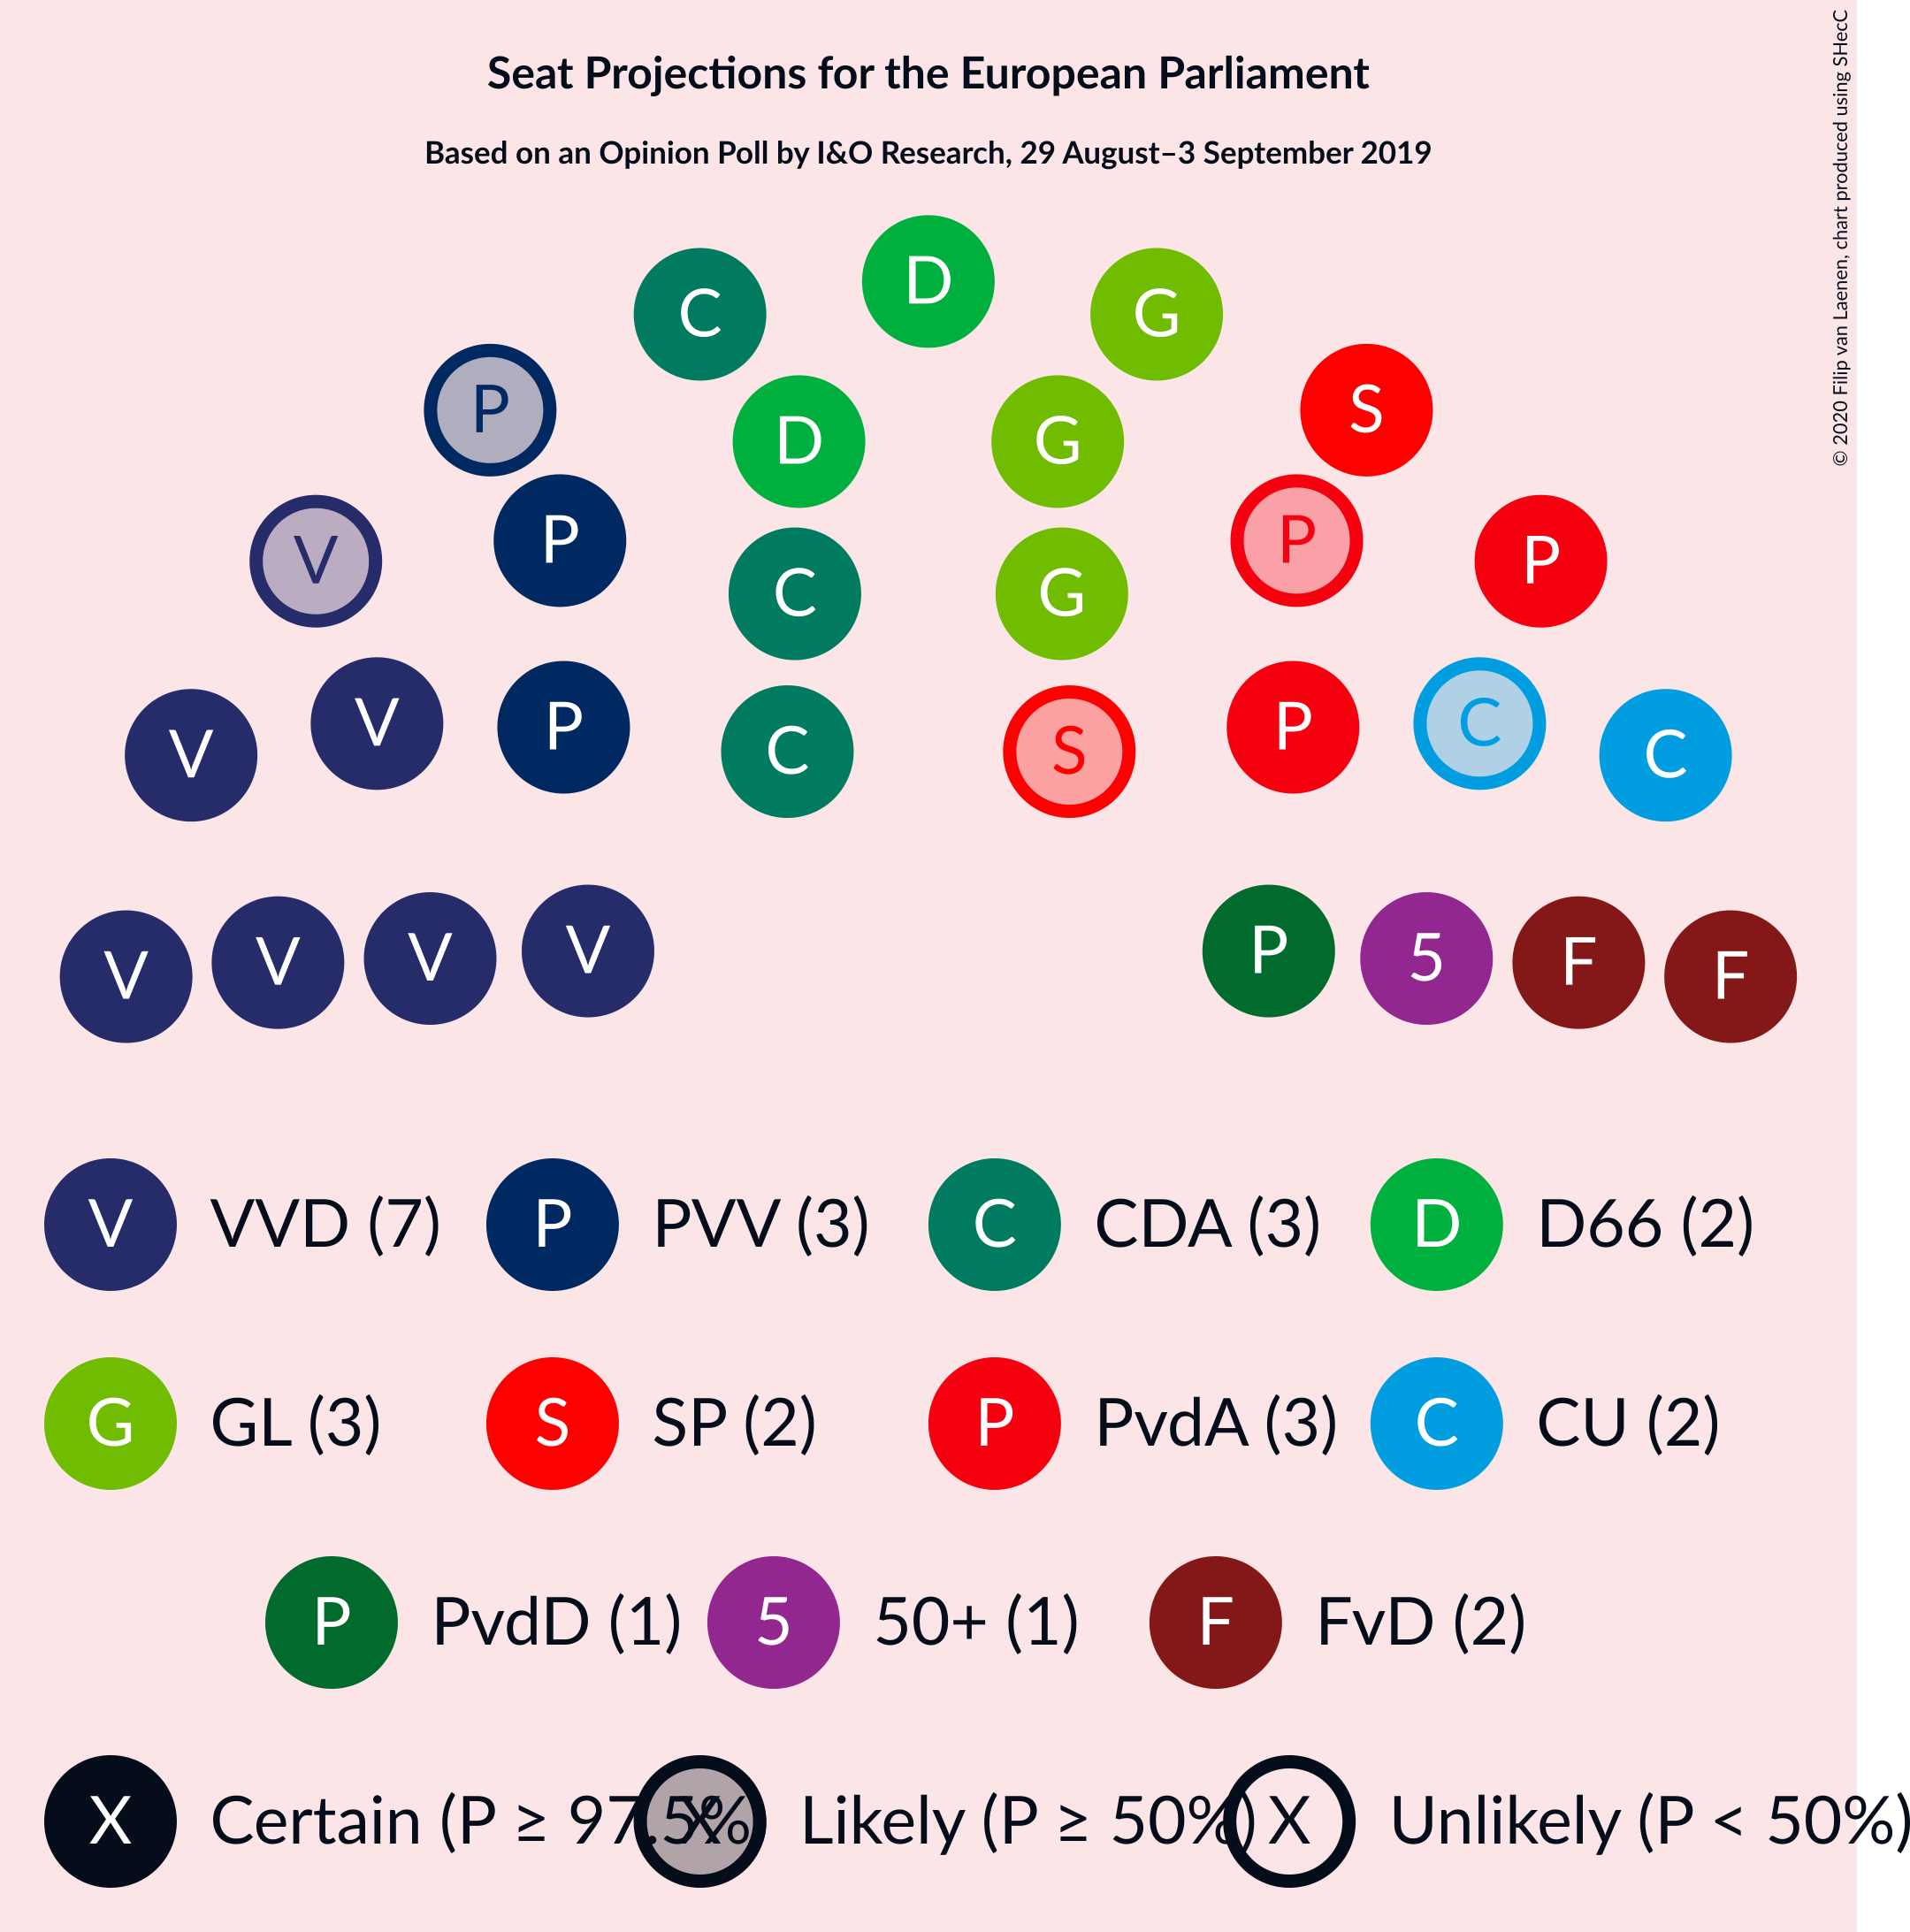 Seat Projections for the European Parliament
Based on an Opinion Poll by I&O Research, 29 August–3 September 2019
© 2020 Filip van Laenen, chart produced using SHecC
D
C G
P S
D G
P P
V P
C G
V P P C
V C S C
V V V V P 5 F F
V VVD (7) P PVV (3) C CDA (3) D D66 (2)
G GL (3) S SP (2) P PvdA (3) C CU (2)
P PvdD (1) 5 50+ (1) F FvD (2)
X Certain (P ≥ 97.5% X Likely (P ≥ 50%) X Unlikely (P < 50%)